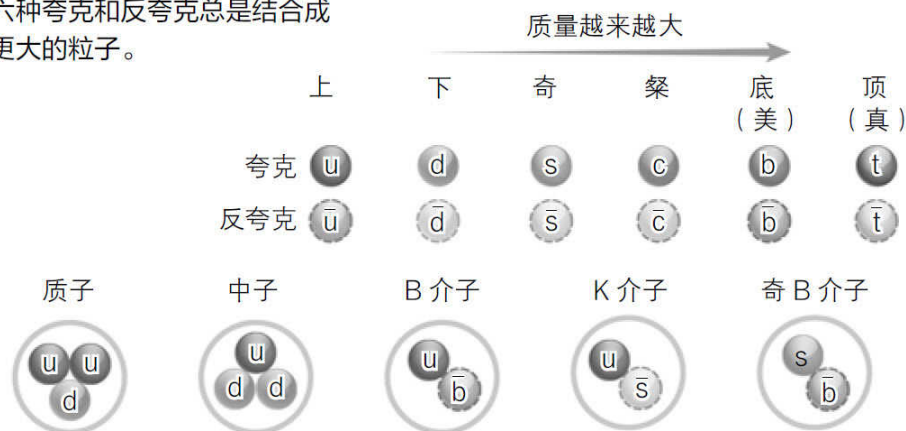 六种夸克和反夸克总是结合成
更大的粒子。
质量越来越大
上 下 奇 粲 底 顶
（美） （真）
夸克 u d s c b t
反夸克 u̅ d̅ s̅ c̅ b̅ t̅
质子 中子 B 介子 K 介子 奇 B 介子
u u d
u d d
u b̅
u s̅
s b̅